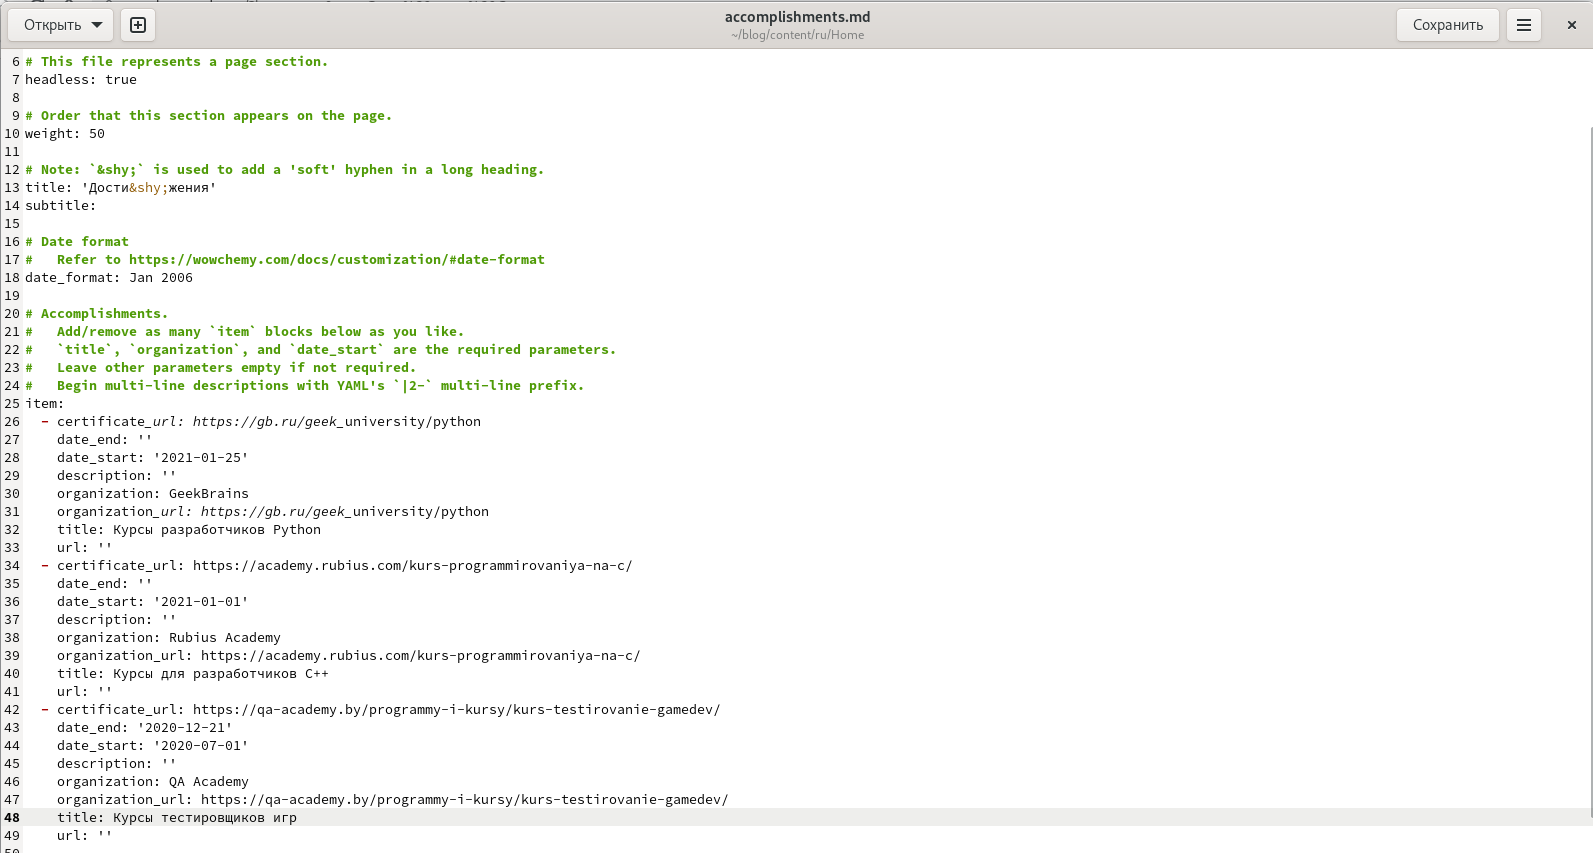 Открыть
accomplishments.md
~/blog/content/ru/Home
Сохранить
6 # This file represents a page section.
7 headless: true
8
9 # Order that this section appears on the page.
10 weight: 50
11
12 # Note: `&shy;` is used to add a 'soft' hyphen in a long heading.
13 title: 'Дости&shy;жения'
14 subtitle:
15
16 # Date format
17 #   Refer to https://wowchemy.com/docs/customization/#date-format
18 date_format: Jan 2006
19
20 # Accomplishments.
21 #   Add/remove as many `item` blocks below as you like.
22 #   `title`, `organization`, and `date_start` are the required parameters.
23 #   Leave other parameters empty if not required.
24 #   Begin multi-line descriptions with YAML's `|2-` multi-line prefix.
25 item:
26   - certificate_url: https://gb.ru/geek_university/python
27     date_end: ''
28     date_start: '2021-01-25'
29     description: ''
30     organization: GeekBrains
31     organization_url: https://gb.ru/geek_university/python
32     title: Курсы разработчиков Python
33     url: ''
34   - certificate_url: https://academy.rubius.com/kurs-programmirovaniya-na-c/
35     date_end: ''
36     date_start: '2021-01-01'
37     description: ''
38     organization: Rubius Academy
39     organization_url: https://academy.rubius.com/kurs-programmirovaniya-na-c/
40     title: Курсы для разработчиков C++
41     url: ''
42   - certificate_url: https://qa-academy.by/programmy-i-kursy/kurs-testirovanie-gamedev/
43     date_end: '2020-12-21'
44     date_start: '2020-07-01'
45     description: ''
46     organization: QA Academy
47     organization_url: https://qa-academy.by/programmy-i-kursy/kurs-testirovanie-gamedev/
48     title: Курсы тестировщиков игр
49     url: ''
50